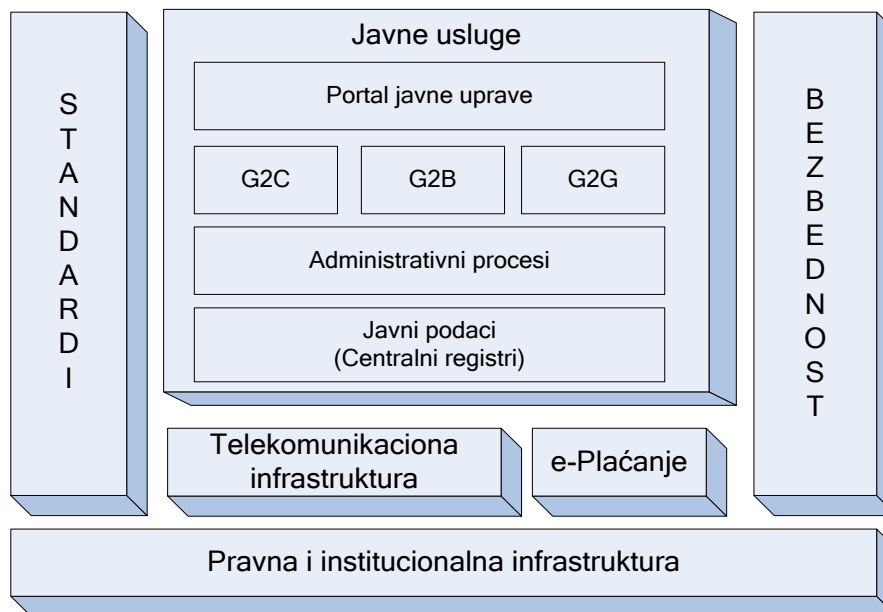 Javne usluge
Portal javne uprave
G2C
G2B
G2G
Administrativni procesi
Javni podaci
(Centralni registri)
S
T
A
N
D
A
R
D
I
B
E
Z
B
E
D
N
O
S
T
Telekomunikaciona
infrastruktura
e-Plaćanje
Pravna i institucionalna infrastruktura